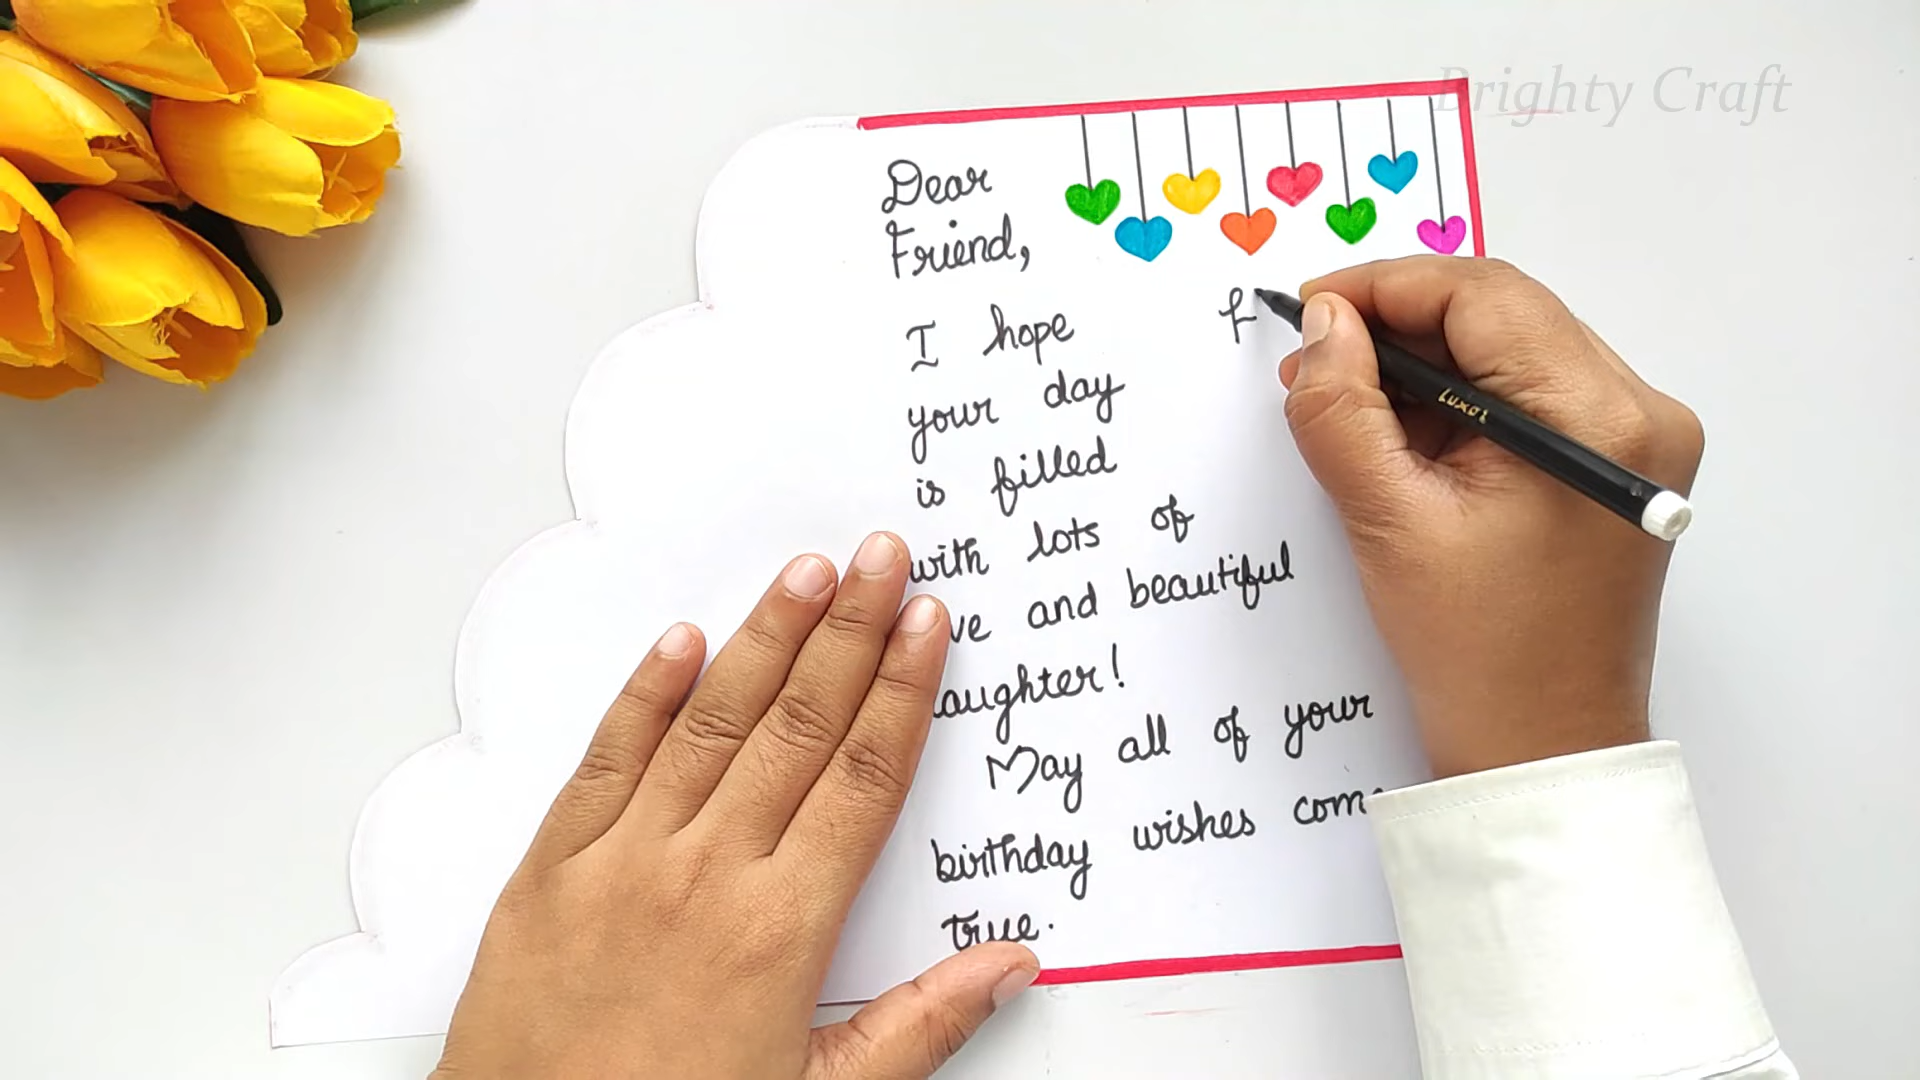 Brighty Craft
Dear
Friend,
I hope
your day
is filled
with lots of
ve and beautiful
aughter!
May all of your
birthday wishes com
true.
Luxor